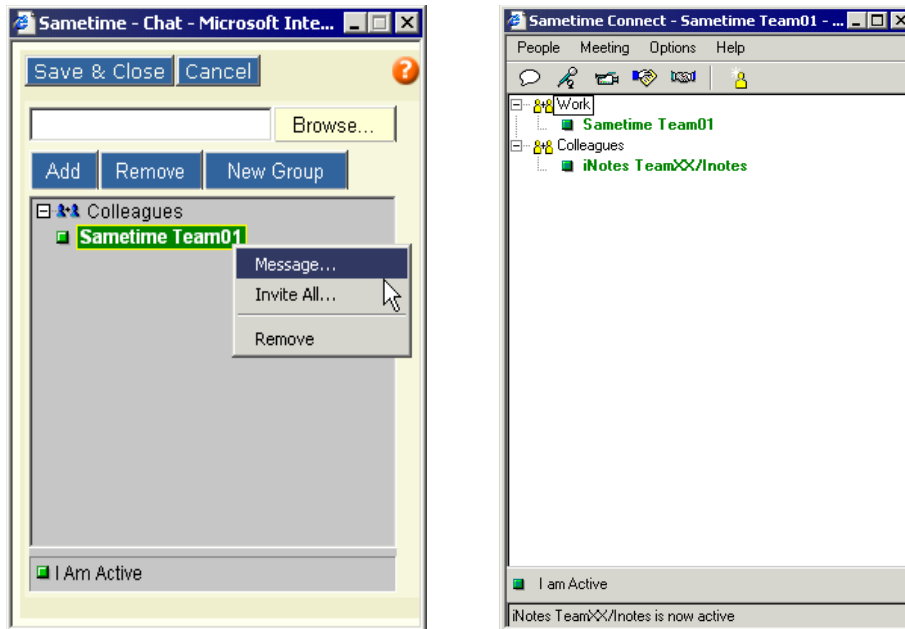 Sametime - Chat - Microsoft Inte...
Save & Close Cancel
Browse...
Add Remove New Group
Colleagues
Sametime Team01
Message...
Invite All...
Remove
I Am Active
Sametime Connect - Sametime Team01 - ...
People Meeting Options Help
Work
Sametime Team01
Colleagues
iNotes TeamXX/Inotes
I am Active
iNotes TeamXX/Inotes is now active